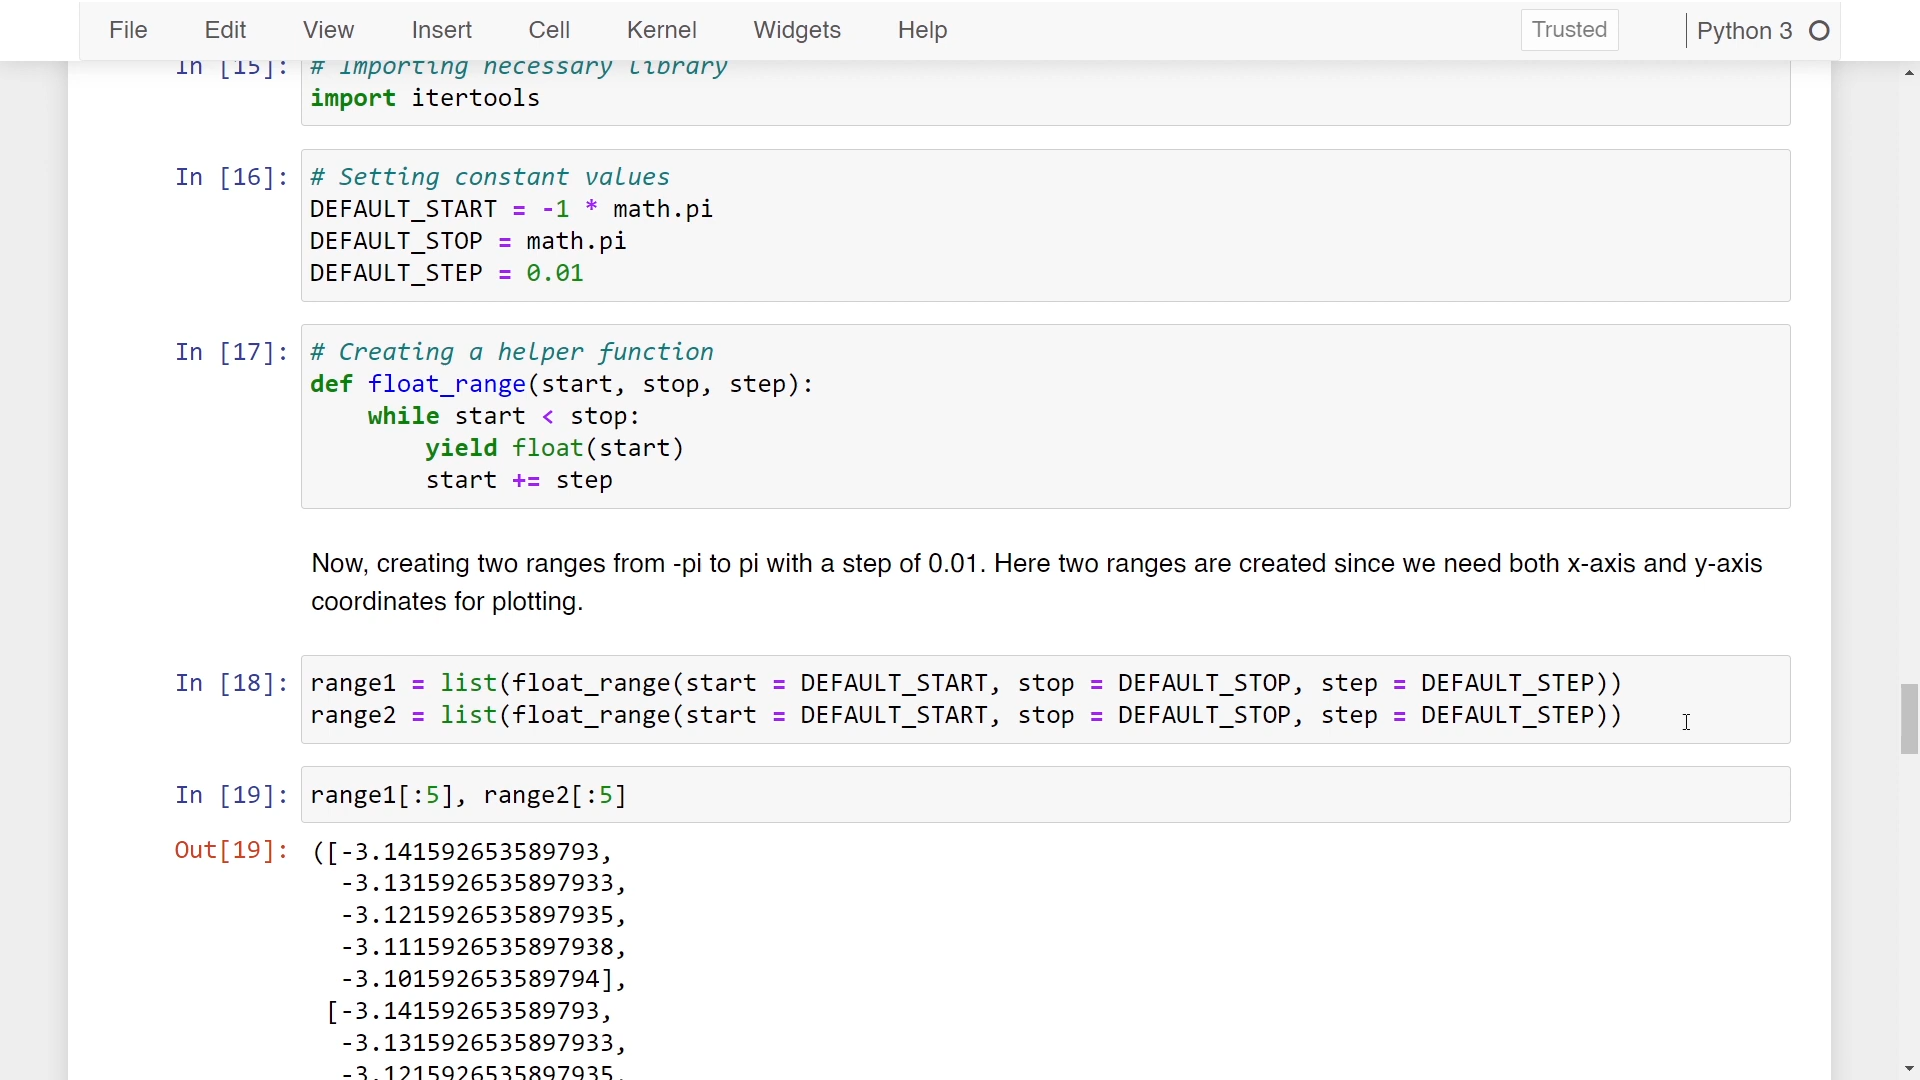 File Edit View Insert Cell Kernel Widgets Help Trusted Python 3
In [15]: # Importing necessary library
import itertools
In [16]: # Setting constant values
DEFAULT_START = -1 * math.pi
DEFAULT_STOP = math.pi
DEFAULT_STEP = 0.01
In [17]: # Creating a helper function
def float_range(start, stop, step):
    while start < stop:
        yield float(start)
        start += step
Now, creating two ranges from -pi to pi with a step of 0.01. Here two ranges are created since we need both x-axis and y-axis
coordinates for plotting.
In [18]: range1 = list(float_range(start = DEFAULT_START, stop = DEFAULT_STOP, step = DEFAULT_STEP))
range2 = list(float_range(start = DEFAULT_START, stop = DEFAULT_STOP, step = DEFAULT_STEP))
In [19]: range1[:5], range2[:5]
Out[19]: ([-3.141592653589793,
-3.1315926535897933,
-3.1215926535897935,
-3.1115926535897938,
-3.101592653589794],
[-3.141592653589793,
-3.1315926535897933,
-3.1215926535897935,